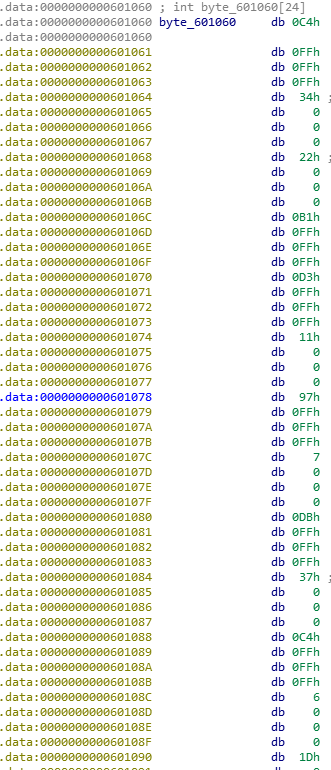 .data:0000000000601060 ; int byte_601060[24]
.data:0000000000601060 byte_601060 db 0C4h
.data:0000000000601060
.data:0000000000601061 db 0FFh
.data:0000000000601062 db 0FFh
.data:0000000000601063 db 0FFh
.data:0000000000601064 db 34h ;
.data:0000000000601065 db 0
.data:0000000000601066 db 0
.data:0000000000601067 db 0
.data:0000000000601068 db 22h ;
.data:0000000000601069 db 0
.data:000000000060106A db 0
.data:000000000060106B db 0
.data:000000000060106C db 0B1h
.data:000000000060106D db 0FFh
.data:000000000060106E db 0FFh
.data:000000000060106F db 0FFh
.data:0000000000601070 db 0D3h
.data:0000000000601071 db 0FFh
.data:0000000000601072 db 0FFh
.data:0000000000601073 db 0FFh
.data:0000000000601074 db 11h
.data:0000000000601075 db 0
.data:0000000000601076 db 0
.data:0000000000601077 db 0
.data:0000000000601078 db 97h
.data:0000000000601079 db 0FFh
.data:000000000060107A db 0FFh
.data:000000000060107B db 0FFh
.data:000000000060107C db 7
.data:000000000060107D db 0
.data:000000000060107E db 0
.data:000000000060107F db 0
.data:0000000000601080 db 0DBh
.data:0000000000601081 db 0FFh
.data:0000000000601082 db 0FFh
.data:0000000000601083 db 0FFh
.data:0000000000601084 db 37h ;
.data:0000000000601085 db 0
.data:0000000000601086 db 0
.data:0000000000601087 db 0
.data:0000000000601088 db 0C4h
.data:0000000000601089 db 0FFh
.data:000000000060108A db 0FFh
.data:000000000060108B db 0FFh
.data:000000000060108C db 6
.data:000000000060108D db 0
.data:000000000060108E db 0
.data:000000000060108F db 0
.data:0000000000601090 db 1Dh